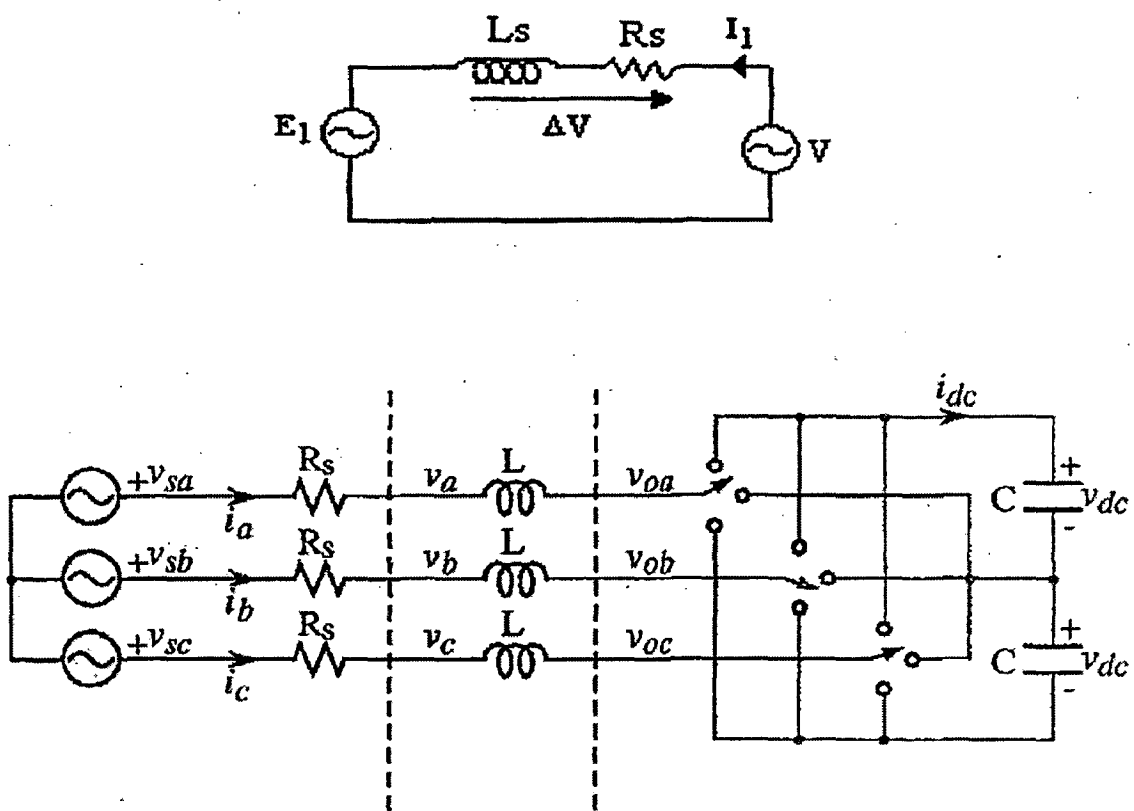 Ls Rs I1
E1 ΔV V
idc
Rs L
+vsa ia va voa C + vdc -
Rs L
+vsb ib vb vob
Rs L
+vsc ic vc voc C + vdc -